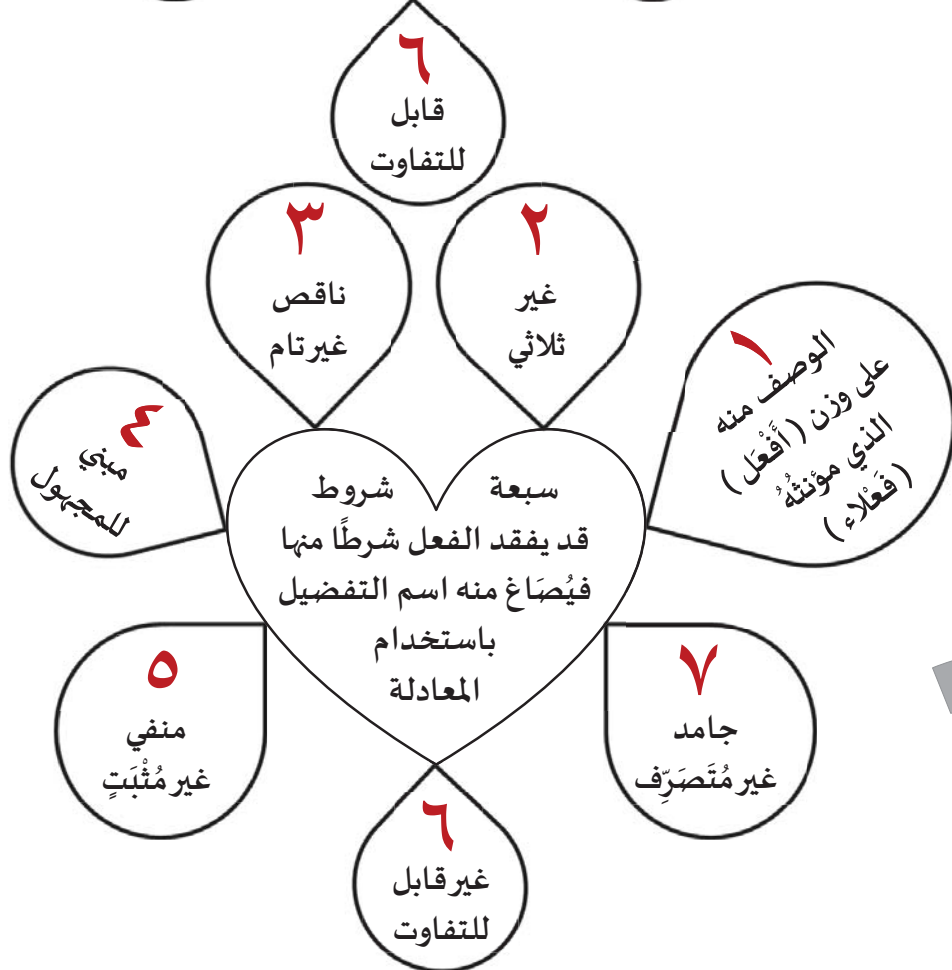 ٦
قابل
للتفاوت
٢
غير
ثلاثي
٣
ناقص
غير تام
١
الوصف منه
على وزن (أَفْعَل)
الذي مؤنثُهُ
(فَعْلاء)
٤
مبني
للمجهول
سبعة شروط
قد يفقد الفعل شرطًا منها
فيُصَاغ منه اسم التفضيل
باستخدام
المعادلة
٧
جامد
غير مُتَصَرِّف
٥
منفي
غير مُثْبَتٍ
٦
غير قابل
للتفاوت